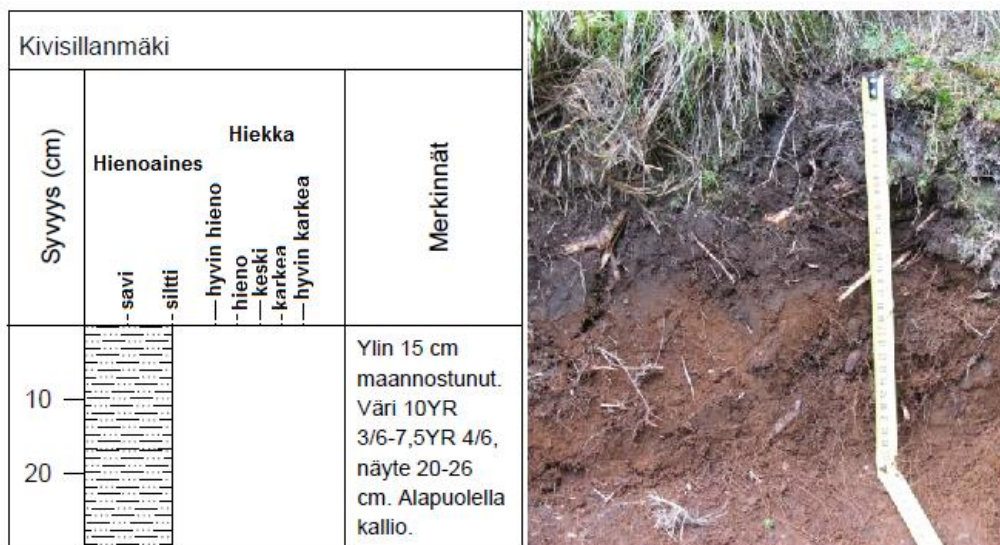 Kivisillanmäki
Syvyys (cm)
Hienoaines
Hiekka
savi
siltti
hyvin hieno
hieno
keski
karkea
hyvin karkea
Merkinnät
10
20
Ylin 15 cm
maannostunut.
Väri 10YR
3/6-7,5YR 4/6,
näyte 20-26
cm. Alapuolella
kallio.